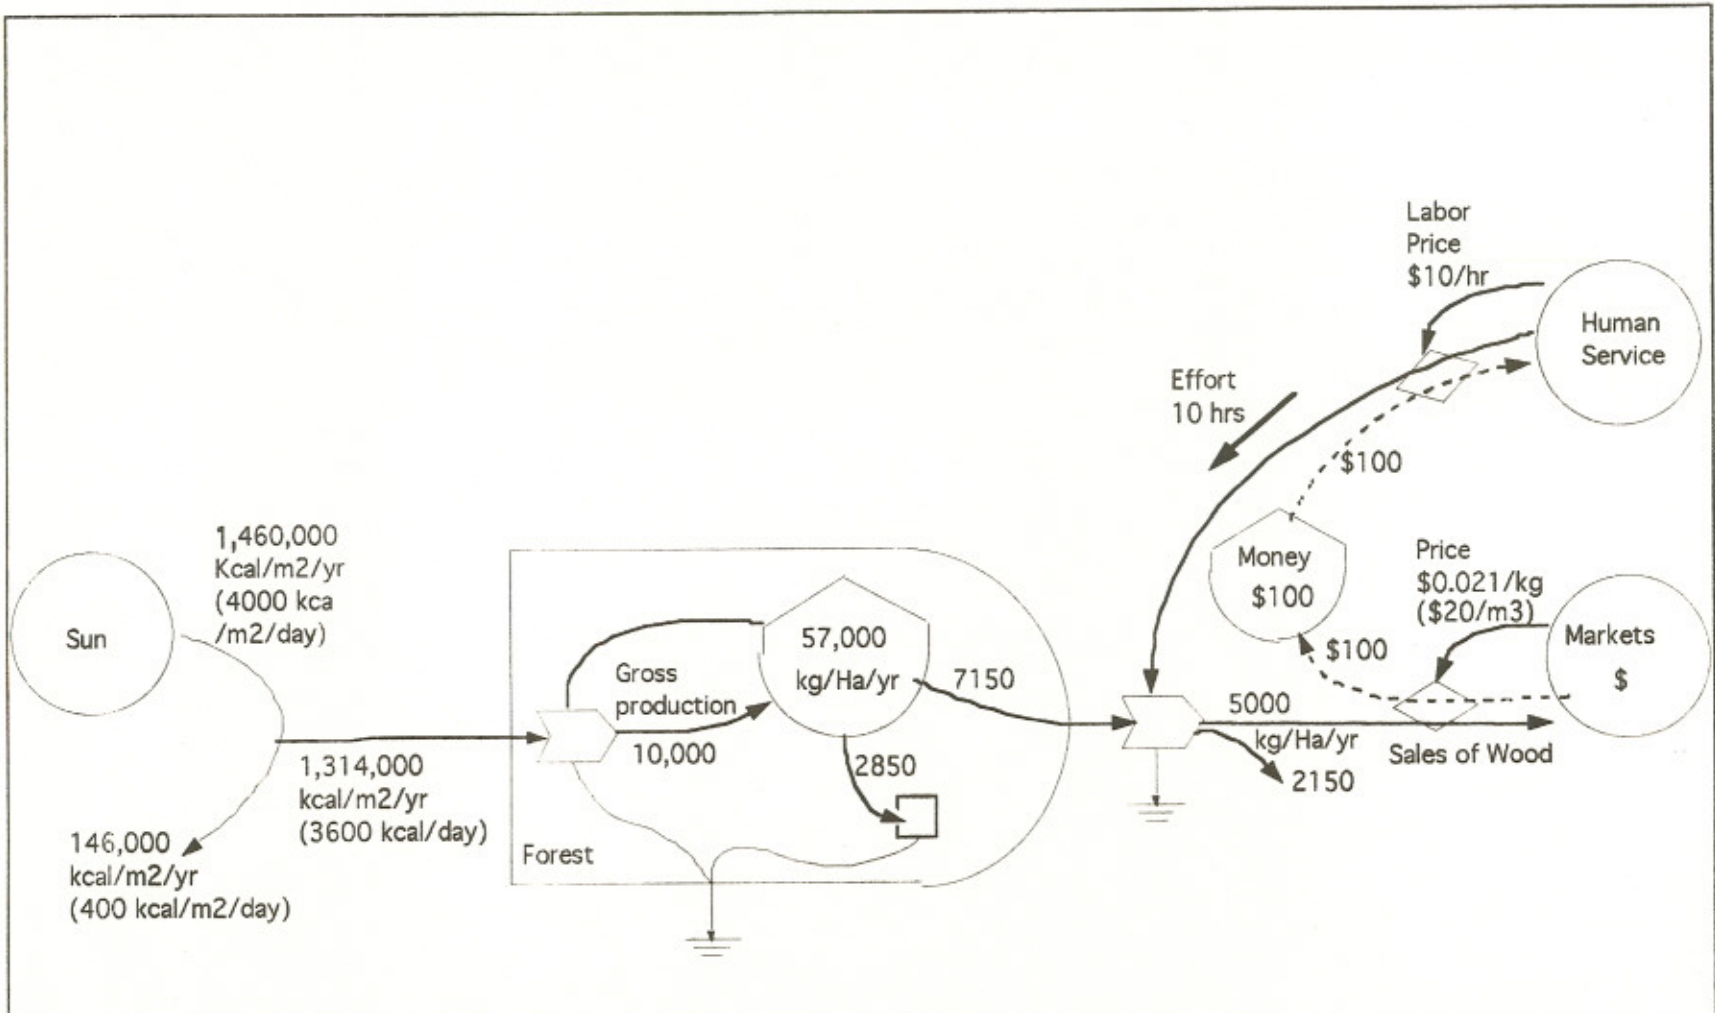 Labor
Price
$10/hr
Human
Service
Effort
10 hrs
$100
Money
$100
Price
$0.021/kg
($20/m3)
Markets
$
$100
1,460,000
Kcal/m2/yr
(4000 kca
/m2/day)
Sun
57,000
kg/Ha/yr
Gross
production
10,000
7150
5000
kg/Ha/yr
Sales of Wood
2150
2850
1,314,000
kcal/m2/yr
(3600 kcal/day)
146,000
kcal/m2/yr
(400 kcal/m2/day)
Forest